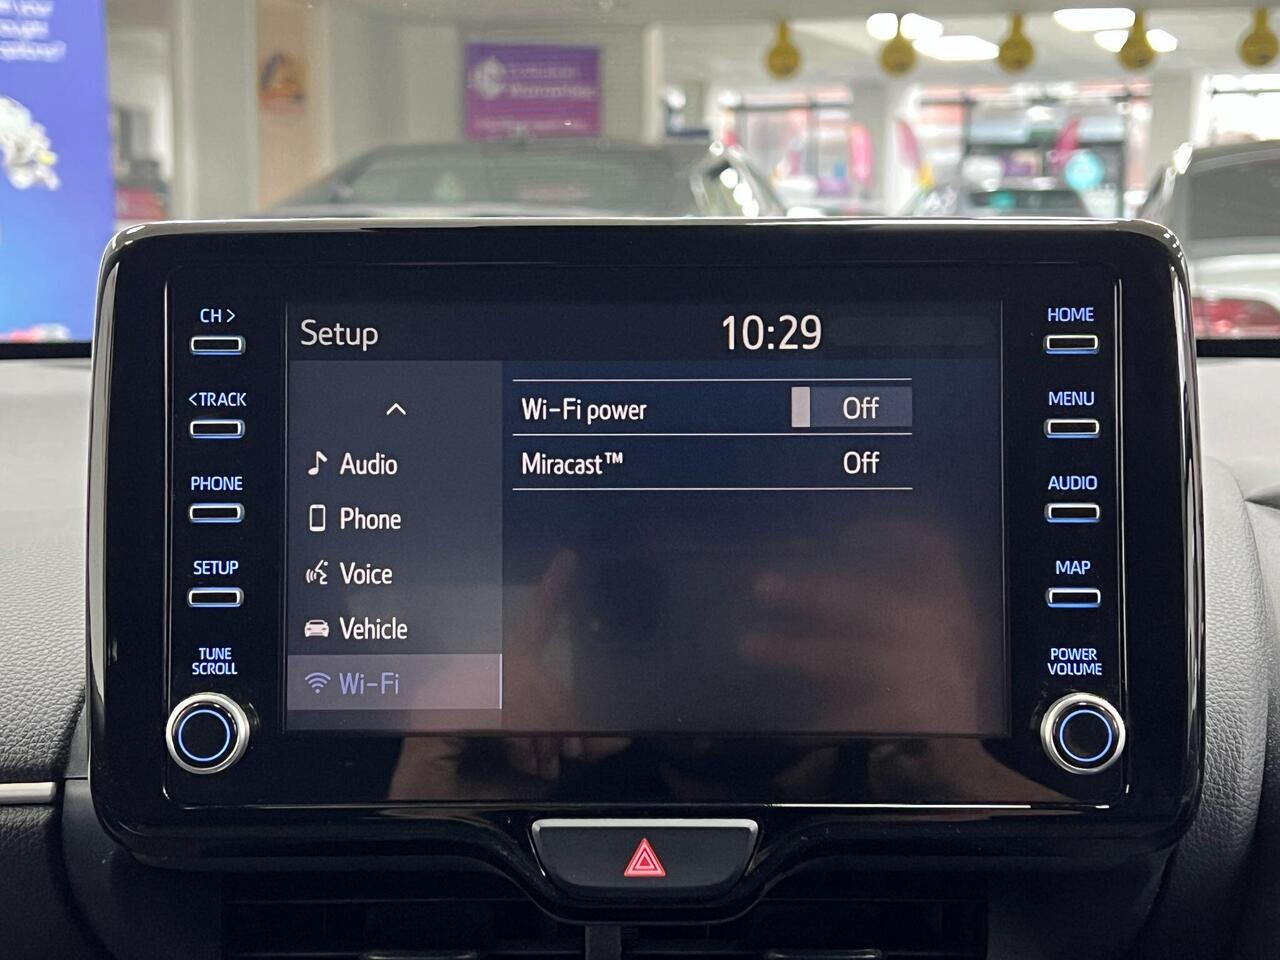 CH >
<TRACK
PHONE
SETUP
TUNE
SCROLL
Setup
10:29
Audio
Phone
Voice
Vehicle
Wi-Fi
Wi-Fi power
Off
Miracast™
Off
HOME
MENU
AUDIO
MAP
POWER
VOLUME